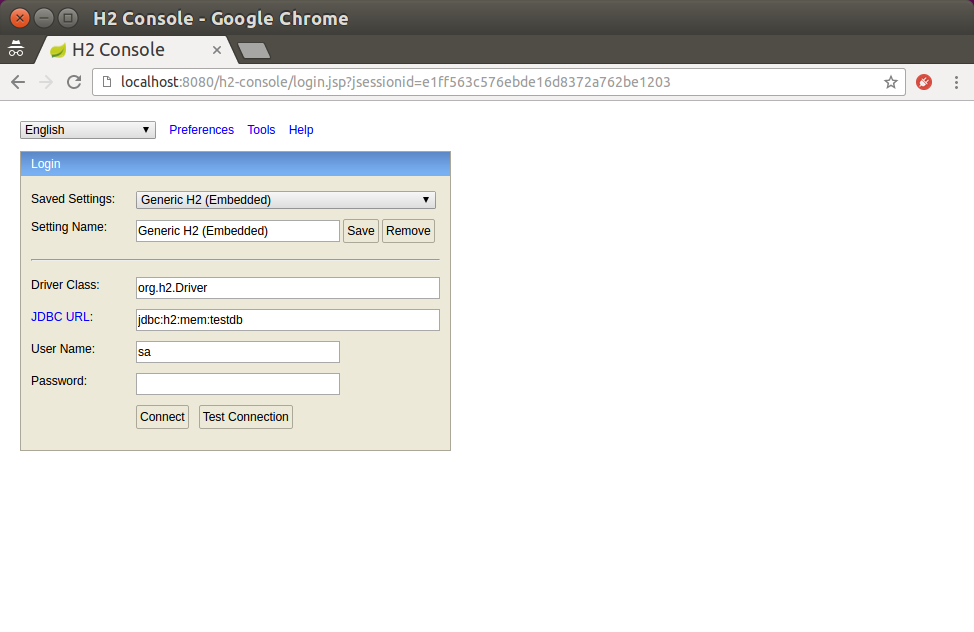 H2 Console - Google Chrome
H2 Console
localhost:8080/h2-console/login.jsp?jsessionid=e1ff563c576ebde16d8372a762be1203
English Preferences Tools Help
Login
Saved Settings: Generic H2 (Embedded)
Setting Name: Generic H2 (Embedded) Save Remove
Driver Class: org.h2.Driver
JDBC URL: jdbc:h2:mem:testdb
User Name: sa
Password:
Connect Test Connection